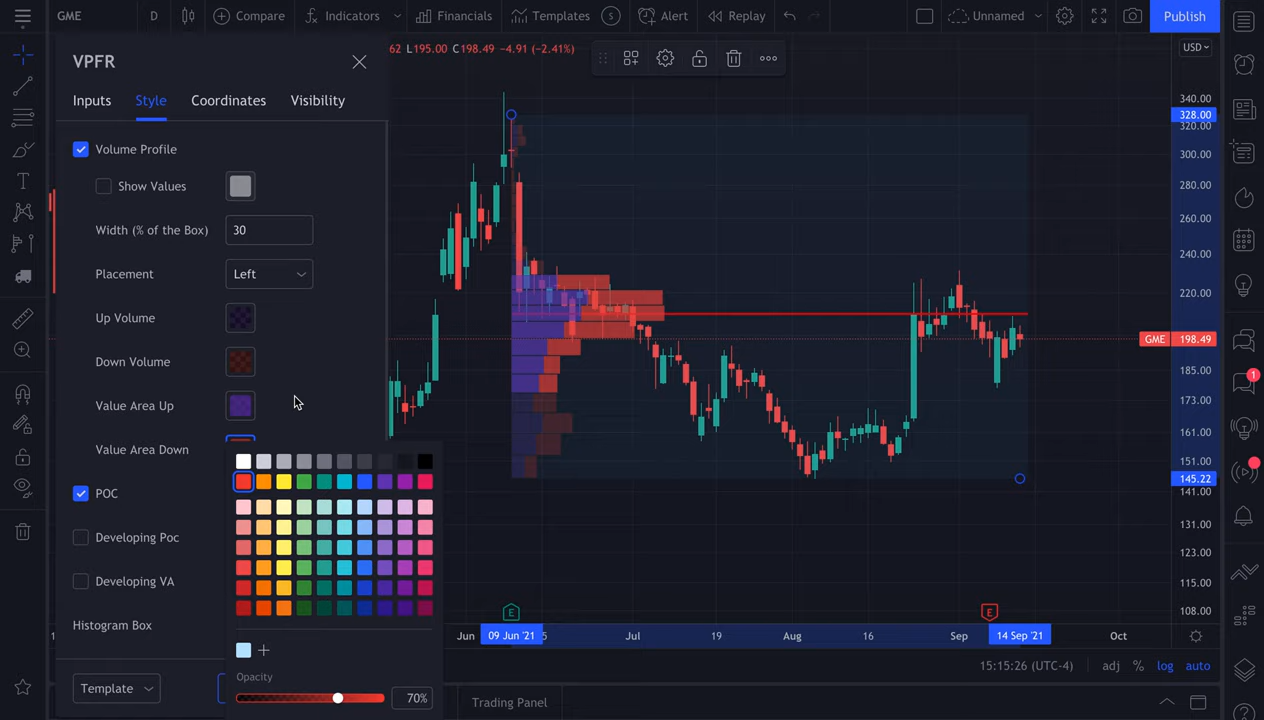 GME D Compare Indicators Financials Templates S Alert Replay Unnamed Publish
VPFR
62 L195.00 C198.49 −4.91 (−2.41%)
USD
Inputs Style Coordinates Visibility
Volume Profile
Show Values
Width (% of the Box) 30
Placement Left
Up Volume
Down Volume
Value Area Up
Value Area Down
POC
Developing Poc
Developing VA
Histogram Box
Opacity
70%
Template
340.00
328.00
320.00
300.00
280.00
260.00
240.00
220.00
GME 198.49
185.00
173.00
161.00
151.00
145.22
141.00
131.00
123.00
115.00
108.00
E
E
Jun 09 Jun '21 5 Jul 19 Aug 16 Sep 14 Sep '21 Oct
15:15:26 (UTC-4) adj % log auto
Trading Panel
1